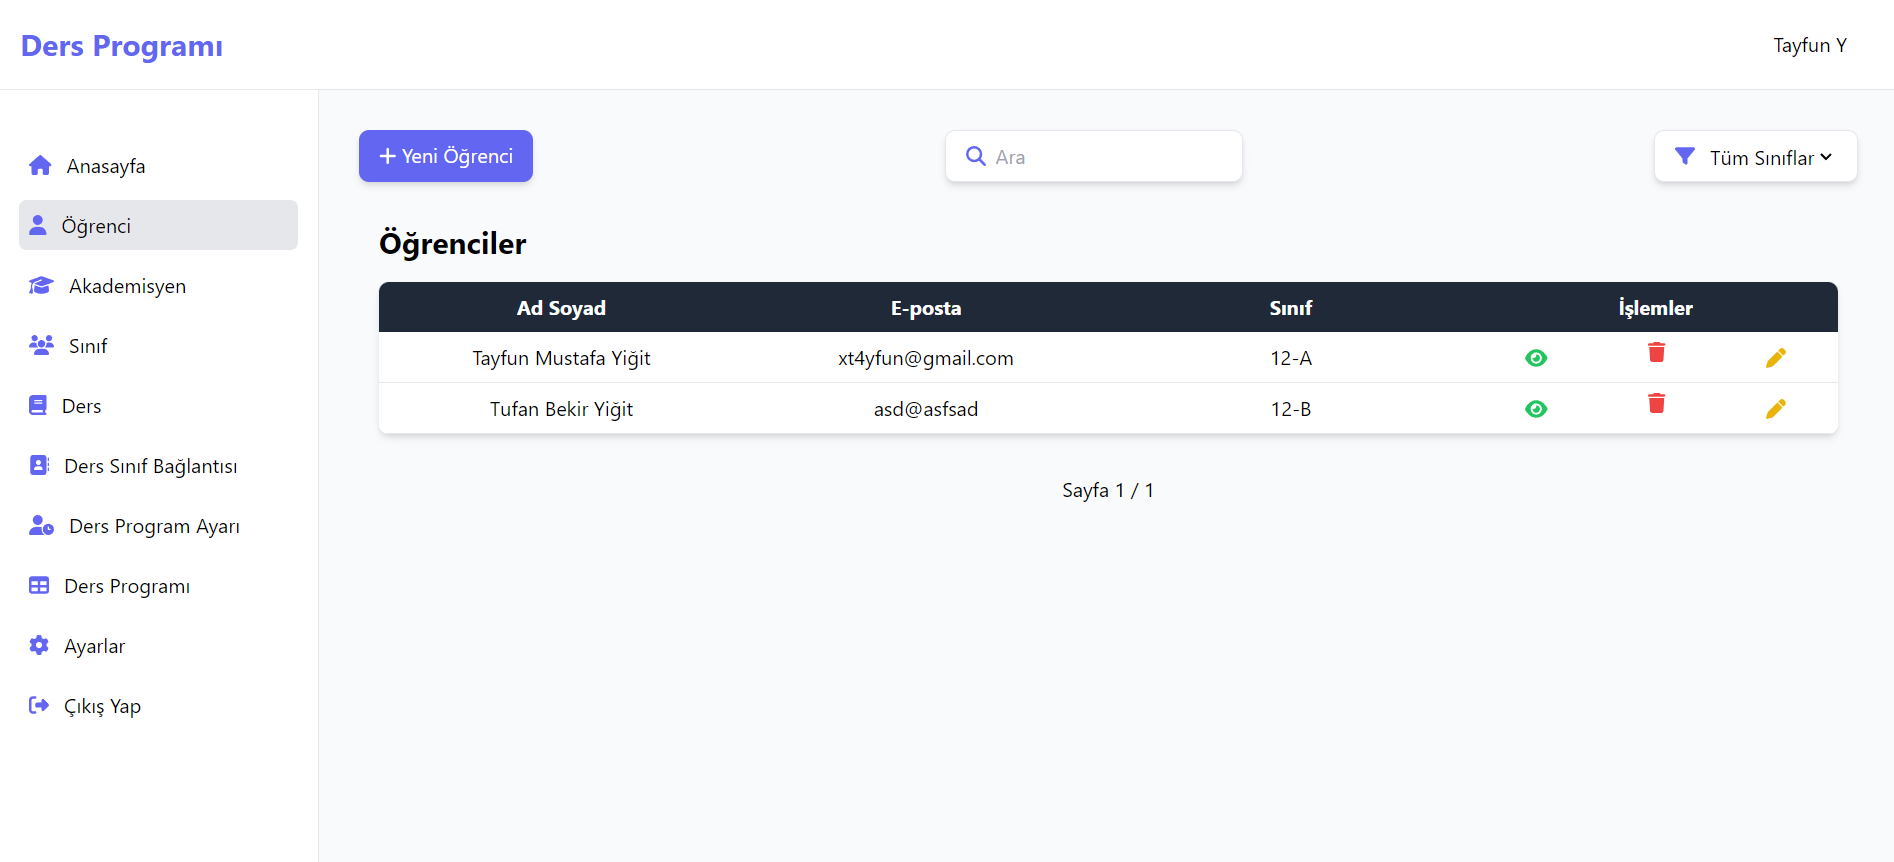 Ders Programı
Tayfun Y
Anasayfa
Öğrenci
Akademisyen
Sınıf
Ders
Ders Sınıf Bağlantısı
Ders Program Ayarı
Ders Programı
Ayarlar
Çıkış Yap
Yeni Öğrenci
Ara
Tüm Sınıflar
Öğrenciler
Ad Soyad E-posta Sınıf İşlemler
Tayfun Mustafa Yiğit xt4yfun@gmail.com 12-A
Tufan Bekir Yiğit asd@asfsad 12-B
Sayfa 1 / 1